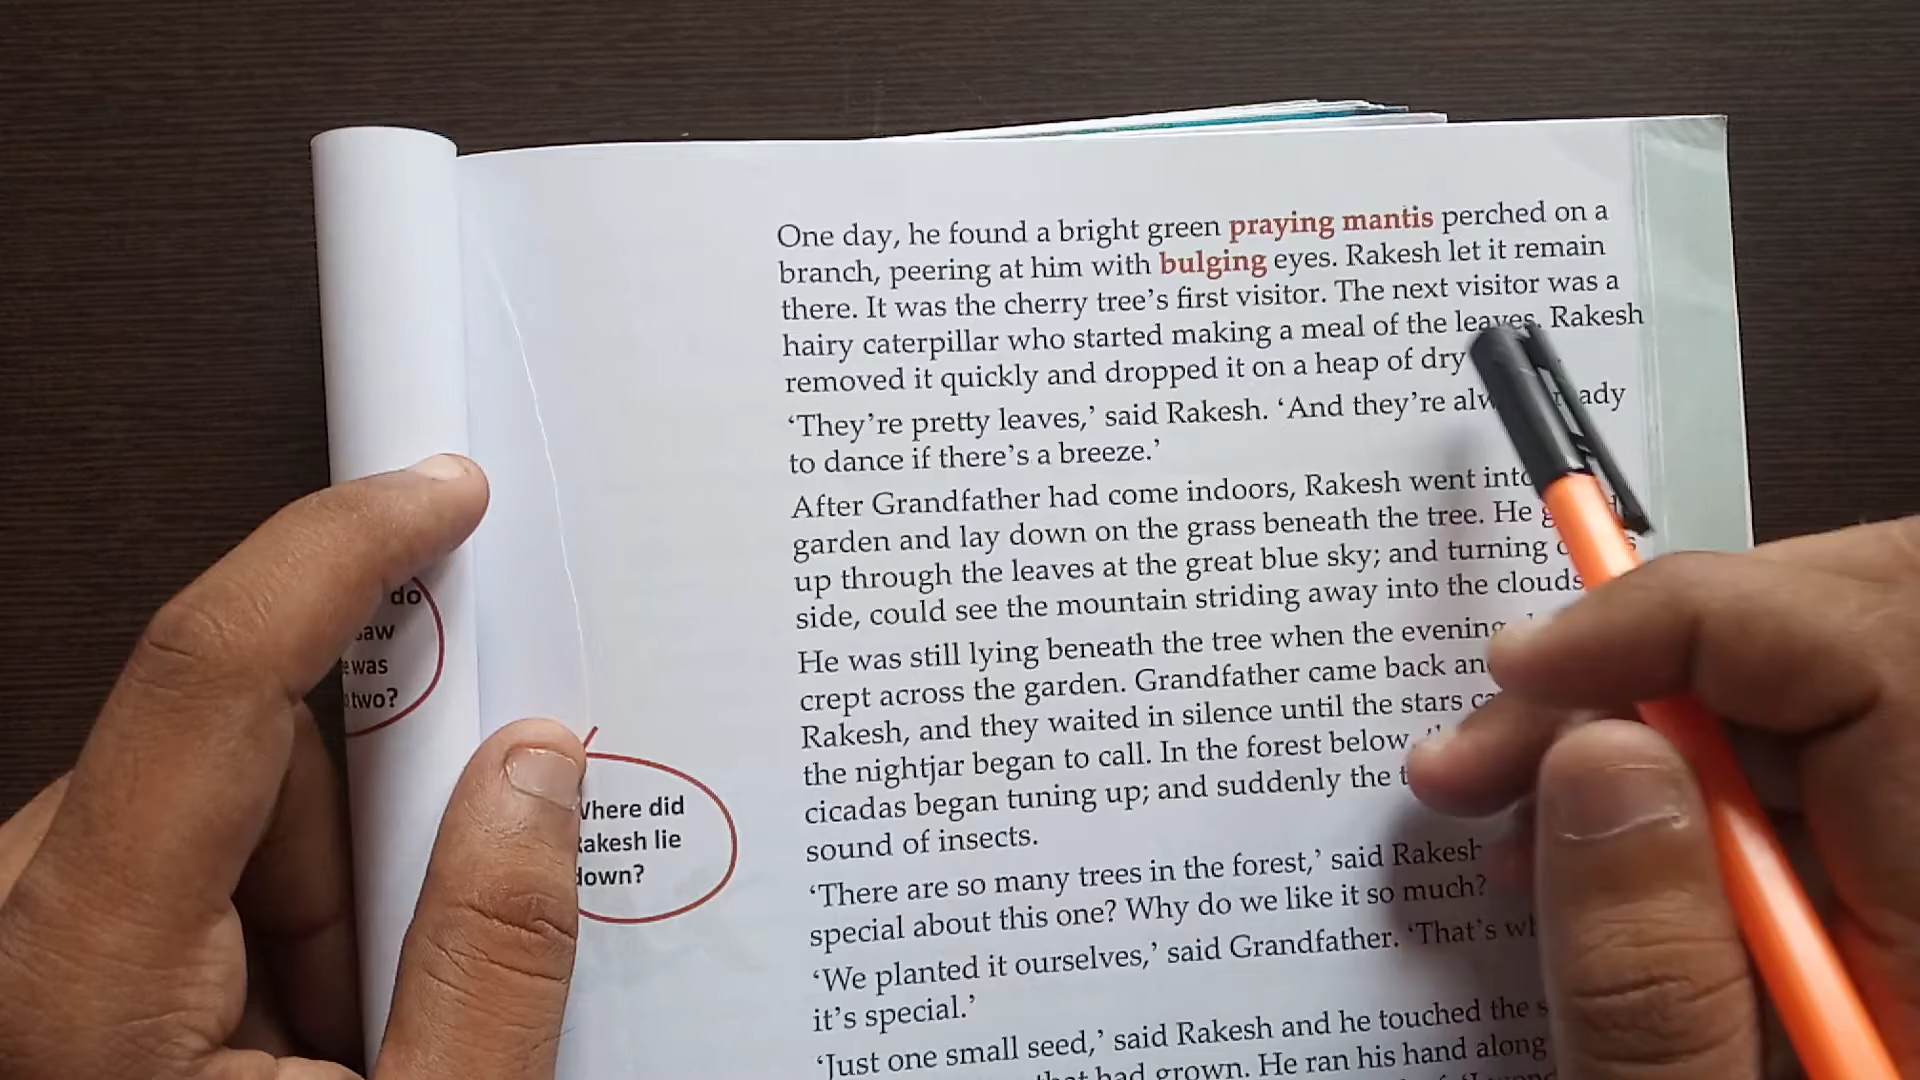 One day, he found a bright green praying mantis perched on a
branch, peering at him with bulging eyes. Rakesh let it remain
there. It was the cherry tree's first visitor. The next visitor was a
hairy caterpillar who started making a meal of the leaves. Rakesh
removed it quickly and dropped it on a heap of dry
‘They're pretty leaves,’ said Rakesh. ‘And they're
to dance if there's a breeze.’
After Grandfather had come indoors, Rakesh went into
garden and lay down on the grass beneath the tree. He
up through the leaves at the great blue sky; and turning
side, could see the mountain striding away into the clouds
He was still lying beneath the tree when the evening
crept across the garden. Grandfather came back
Rakesh, and they waited in silence until the stars
the nightjar began to call. In the forest below,
cicadas began tuning up; and suddenly the
sound of insects.
‘There are so many trees in the forest,’ said Rakesh
special about this one? Why do we like it so much?
‘We planted it ourselves,’ said Grandfather. ‘That's
it's special.’
‘Just one small seed,’ said Rakesh and he touched the
that had grown. He ran his hand along
do
was
two?
Where did
Rakesh lie
down?